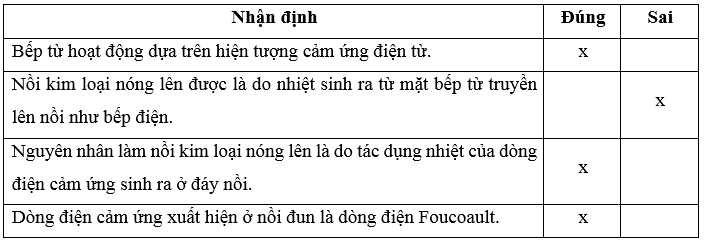 Nhận định Đúng Sai
Bếp từ hoạt động dựa trên hiện tượng cảm ứng điện từ. x
Nồi kim loại nóng lên được là do nhiệt sinh ra từ mặt bếp từ truyền
lên nồi như bếp điện. x
Nguyên nhân làm nồi kim loại nóng lên là do tác dụng nhiệt của dòng
điện cảm ứng sinh ra ở đáy nồi. x
Dòng điện cảm ứng xuất hiện ở nồi đun là dòng điện Foucoault. x